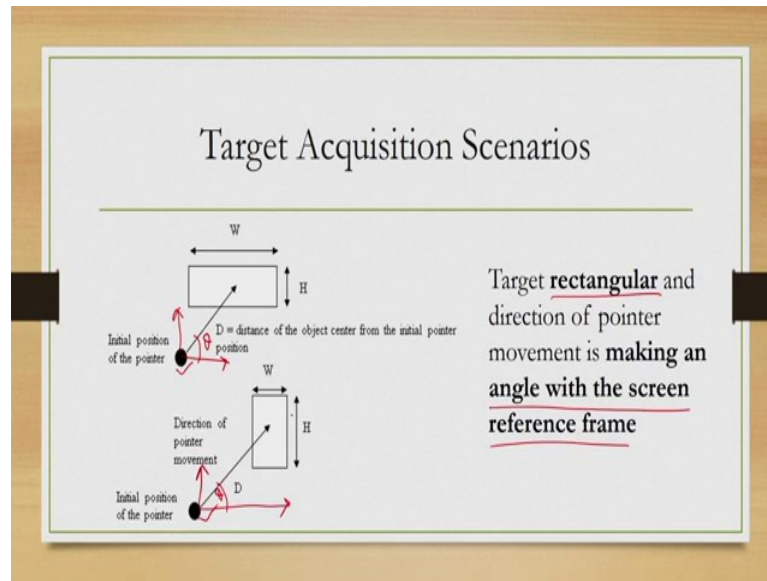 Target Acquisition Scenarios
W
H
Initial position
of the pointer
θ
D = distance of the object center from the initial pointer
position
W
H
Direction of
pointer
movement
θ
D
Initial position
of the pointer
Target rectangular and
direction of pointer
movement is making an
angle with the screen
reference frame